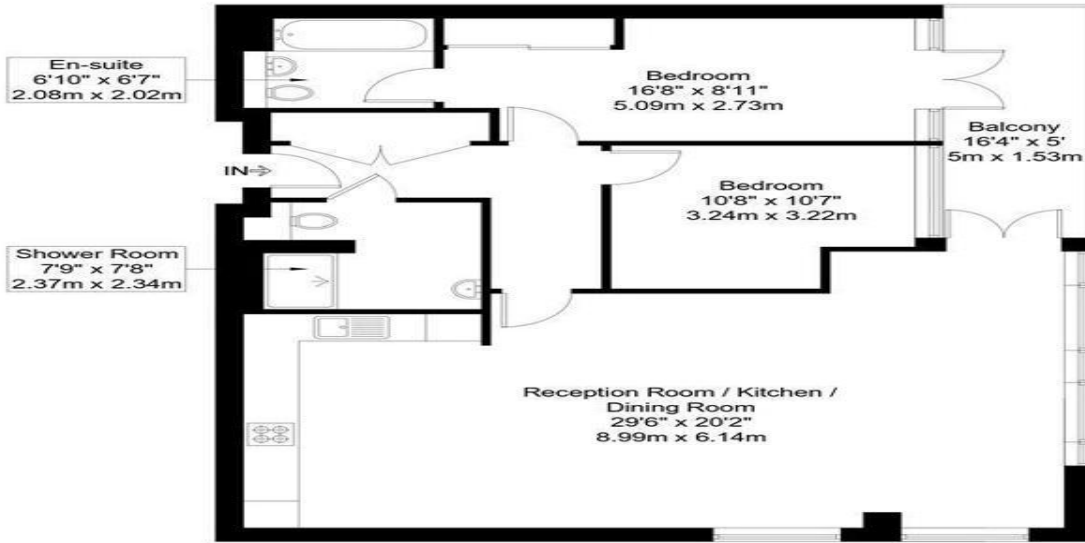 En-suite
6'10" x 6'7"
2.08m x 2.02m
Bedroom
16'8" x 8'11"
5.09m x 2.73m
Balcony
16'4" x 5'
5m x 1.53m
IN
Bedroom
10'8" x 10'7"
3.24m x 3.22m
Shower Room
7'9" x 7'8"
2.37m x 2.34m
Reception Room / Kitchen /
Dining Room
29'6" x 20'2"
8.99m x 6.14m